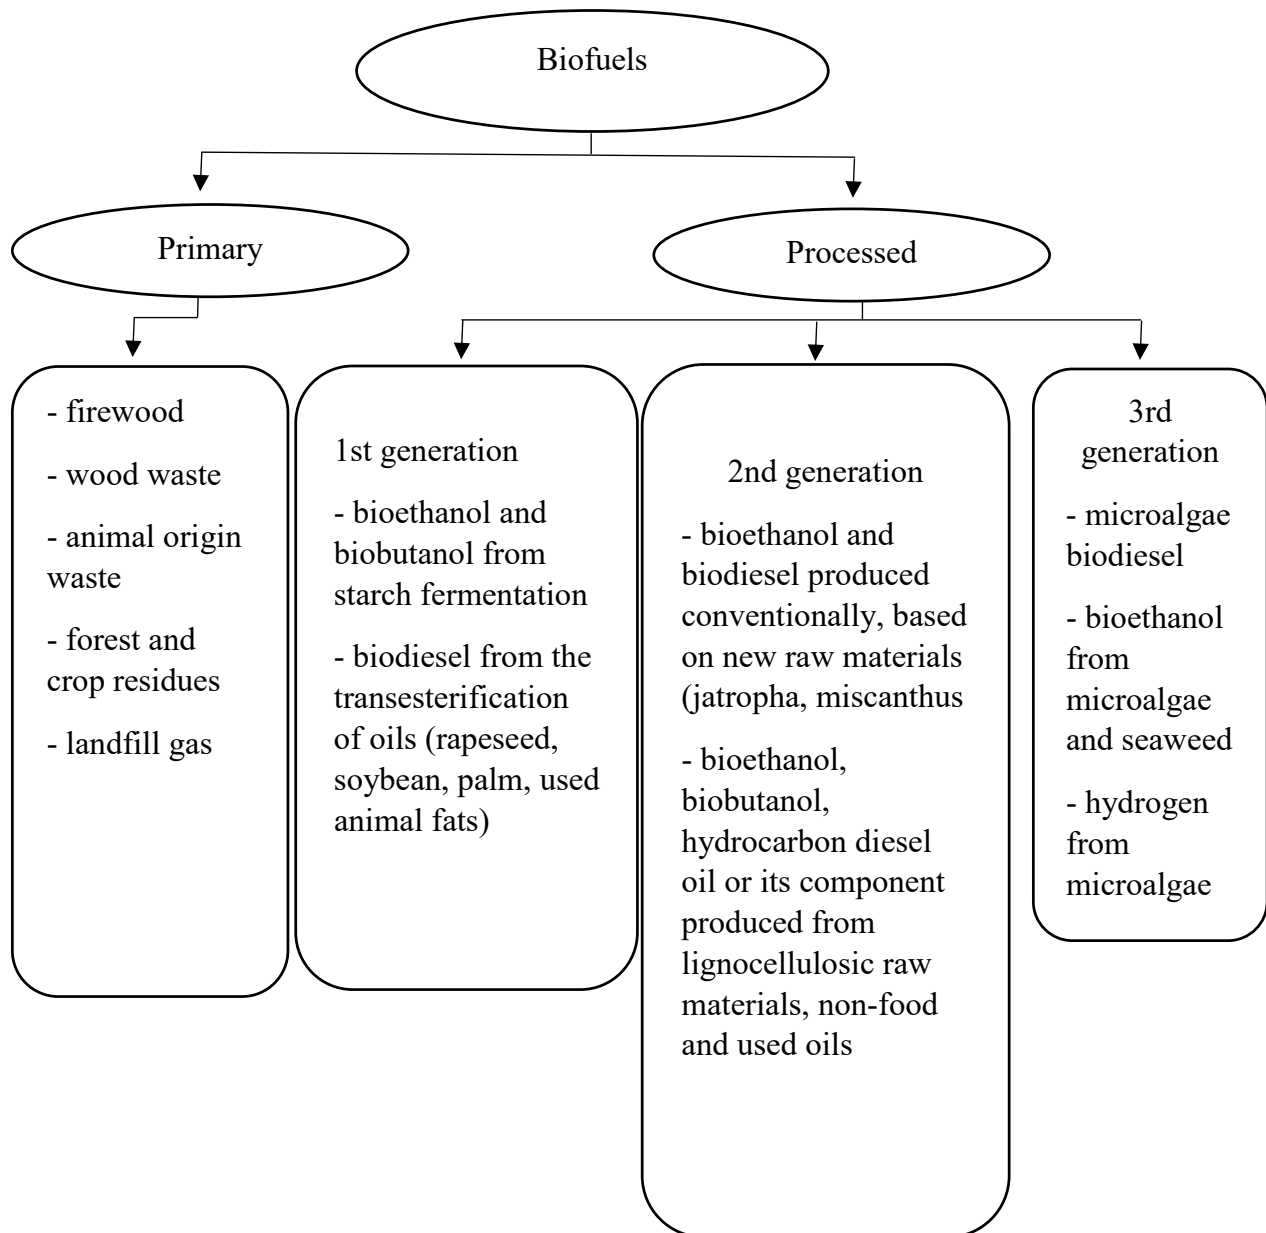 Biofuels
Primary
Processed
- firewood
- wood waste
- animal origin
waste
- forest and
crop residues
- landfill gas
1st generation
- bioethanol and
biobutanol from
starch fermentation
- biodiesel from the
transesterification
of oils (rapeseed,
soybean, palm, used
animal fats)
2nd generation
- bioethanol and
biodiesel produced
conventionally, based
on new raw materials
(jatropha, miscanthus
- bioethanol,
biobutanol,
hydrocarbon diesel
oil or its component
produced from
lignocellulosic raw
materials, non-food
and used oils
3rd
generation
- microalgae
biodiesel
- bioethanol
from
microalgae
and seaweed
- hydrogen
from
microalgae